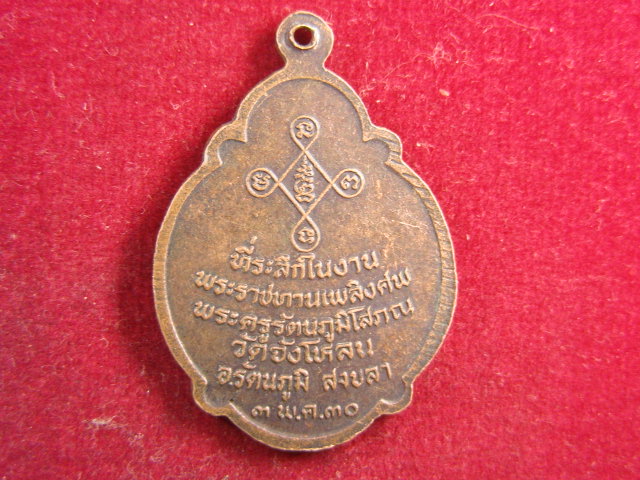 ที่ระลึกในงาน
พระราชทานเพลิงศพ
พระครูรัตนภูมิโสภณ
วัดจังโหลน
อ.รัตนภูมิ สงขลา
๓ พ.ค.๓๐